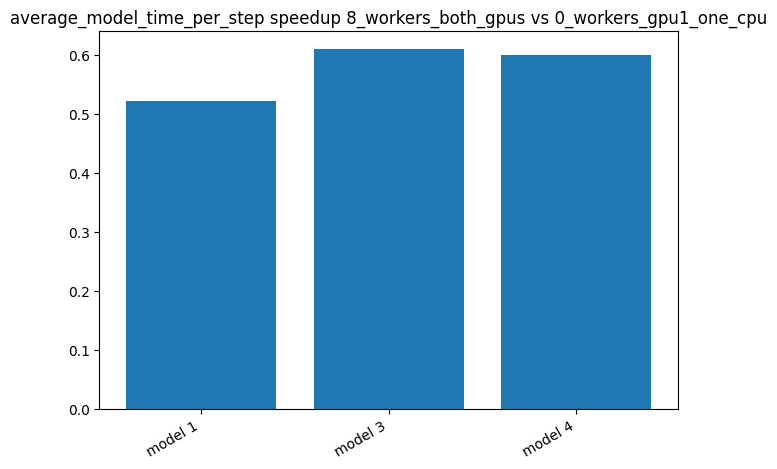 average_model_time_per_step speedup 8_workers_both_gpus vs 0_workers_gpu1_one_cpu
0.6
0.5
0.4
0.3
0.2
0.1
0.0
model 1
model 3
model 4